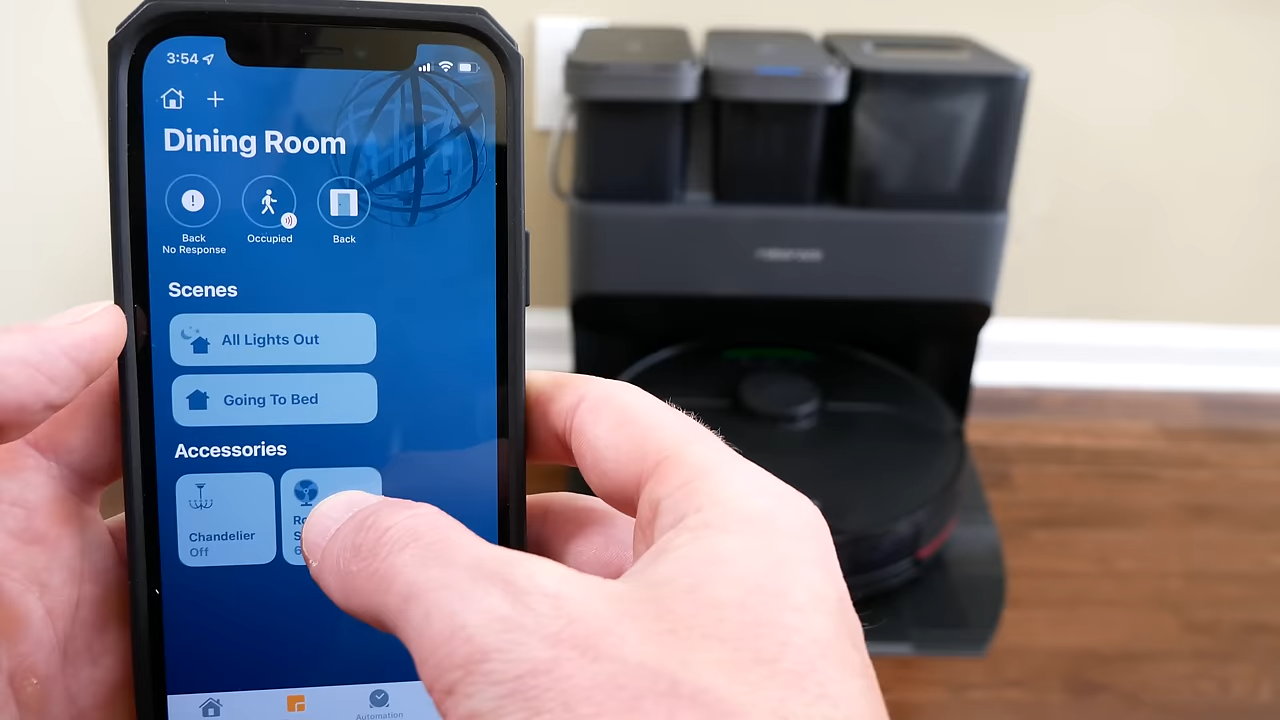 3:54
Dining Room
Back
No Response
Occupied
Back
Scenes
All Lights Out
Going To Bed
Accessories
Chandelier
Off
Automation